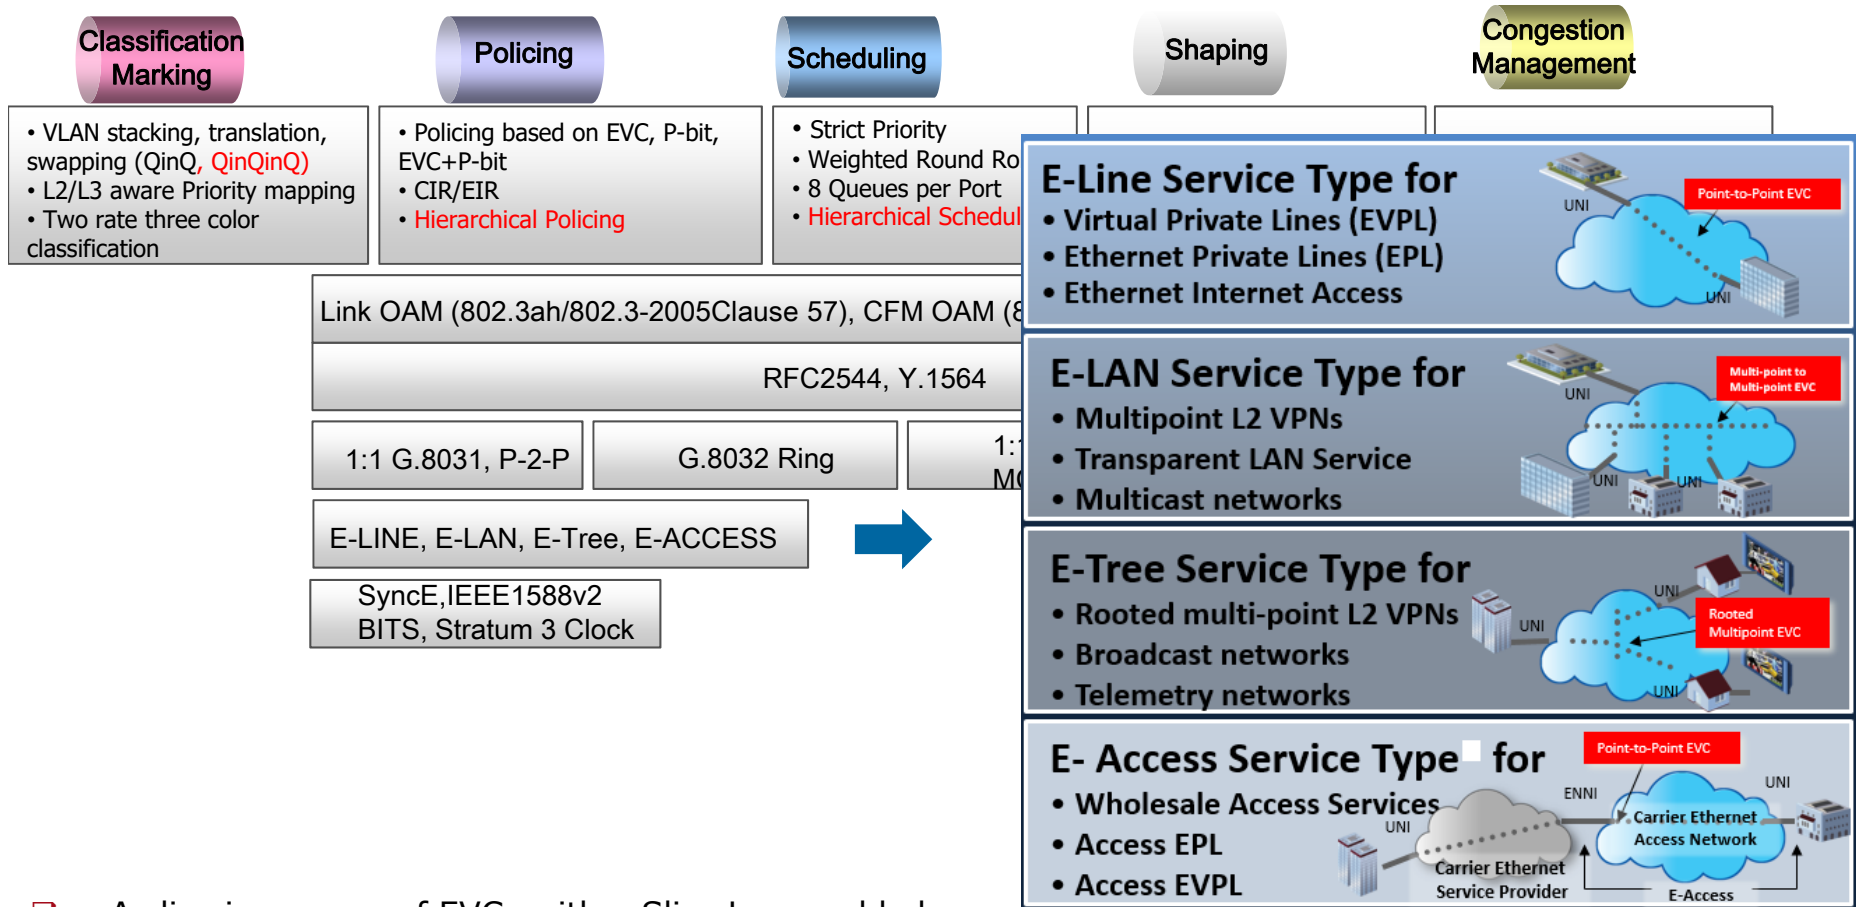 Classification
Marking
Policing
Scheduling
Shaping
Congestion
Management
• VLAN stacking, translation,
swapping (QinQ, QinQinQ)
• L2/L3 aware Priority mapping
• Two rate three color
classification
• Policing based on EVC, P-bit,
EVC+P-bit
• CIR/EIR
• Hierarchical Policing
• Strict Priority
• Weighted Round Ro
• 8 Queues per Port
• Hierarchical Schedul
Link OAM (802.3ah/802.3-2005Clause 57), CFM OAM (8
RFC2544, Y.1564
1:1 G.8031, P-2-P
G.8032 Ring
1:1
E-LINE, E-LAN, E-Tree, E-ACCESS
SyncE,IEEE1588v2
BITS, Stratum 3 Clock
E-Line Service Type for
• Virtual Private Lines (EVPL)
• Ethernet Private Lines (EPL)
• Ethernet Internet Access
UNI
Point-to-Point EVC
UNI
E-LAN Service Type for
• Multipoint L2 VPNs
• Transparent LAN Service
• Multicast networks
UNI
Multi-point to
Multi-point EVC
UNI
UNI
E-Tree Service Type for
• Rooted multi-point L2 VPNs
• Broadcast networks
• Telemetry networks
UNI
UNI
Rooted
Multipoint EVC
UNI
E- Access Service Type for
• Wholesale Access Services
• Access EPL
• Access EVPL
Point-to-Point EVC
UNI
ENNI
UNI
Carrier Ethernet
Access Network
Carrier Ethernet
Service Provider
E-Access